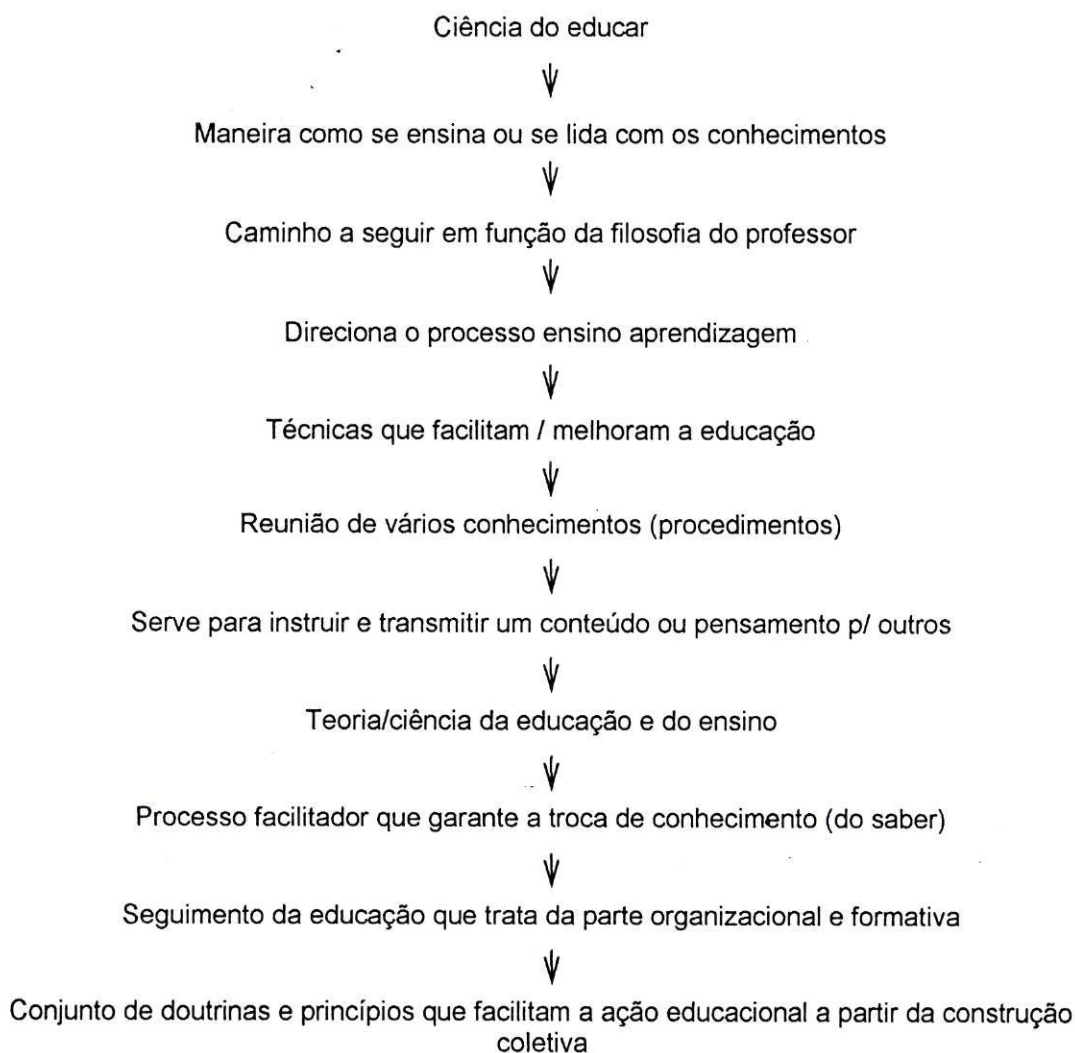 Ciência do educar
Maneira como se ensina ou se lida com os conhecimentos
Caminho a seguir em função da filosofia do professor
Direciona o processo ensino aprendizagem
Técnicas que facilitam / melhoram a educação
Reunião de vários conhecimentos (procedimentos)
Serve para instruir e transmitir um conteúdo ou pensamento p/ outros
Teoria/ciência da educação e do ensino
Processo facilitador que garante a troca de conhecimento (do saber)
Seguimento da educação que trata da parte organizacional e formativa
Conjunto de doutrinas e princípios que facilitam a ação educacional a partir da construção
coletiva